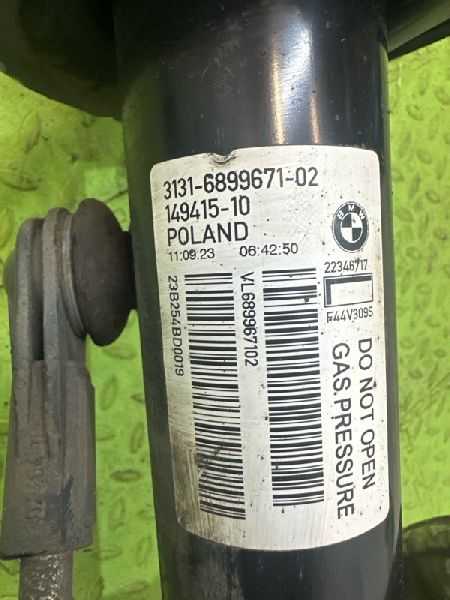 3131-6899671-02
149415-10
POLAND
11:09:23 06:42:50
BMW
22346717
F44V3095
23B254BD0019
VL689967102
DO NOT OPEN
GAS.PRESSURE